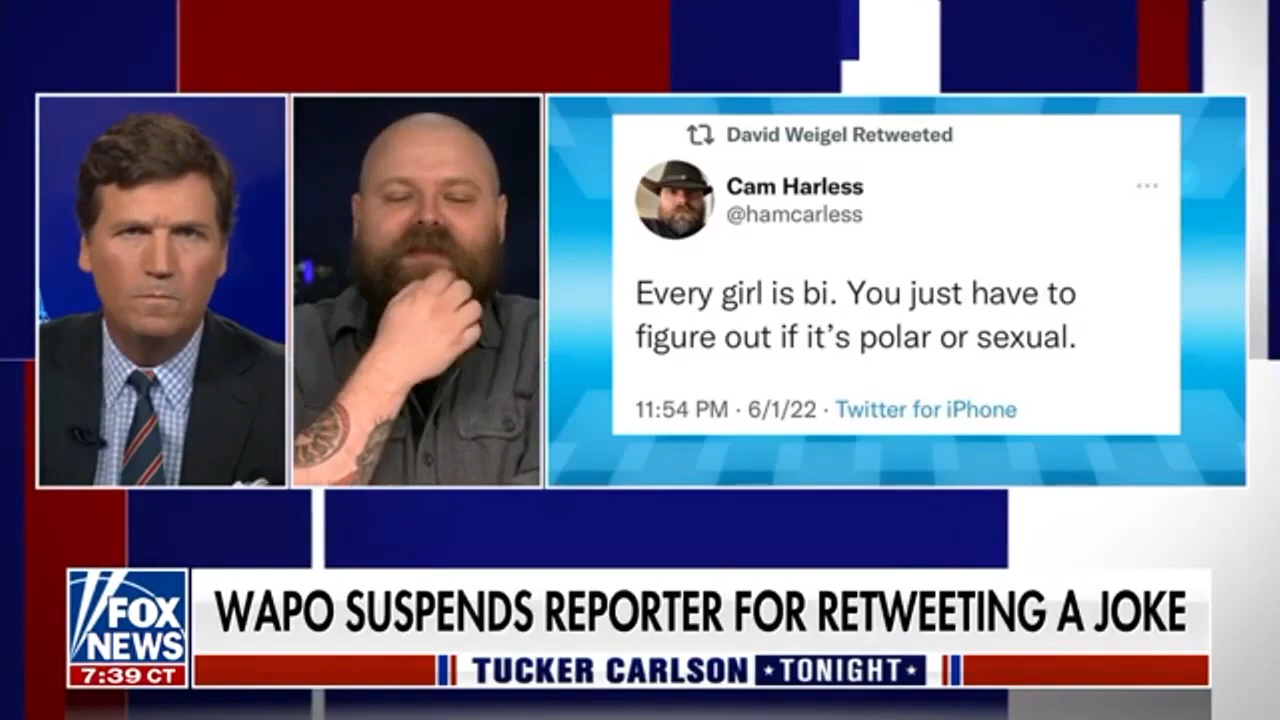 David Weigel Retweeted
Cam Harless
@hamcarless
Every girl is bi. You just have to
figure out if it's polar or sexual.
11:54 PM · 6/1/22 · Twitter for iPhone
FOX
NEWS
7:39 CT
WAPO SUSPENDS REPORTER FOR RETWEETING A JOKE
TUCKER CARLSON TONIGHT